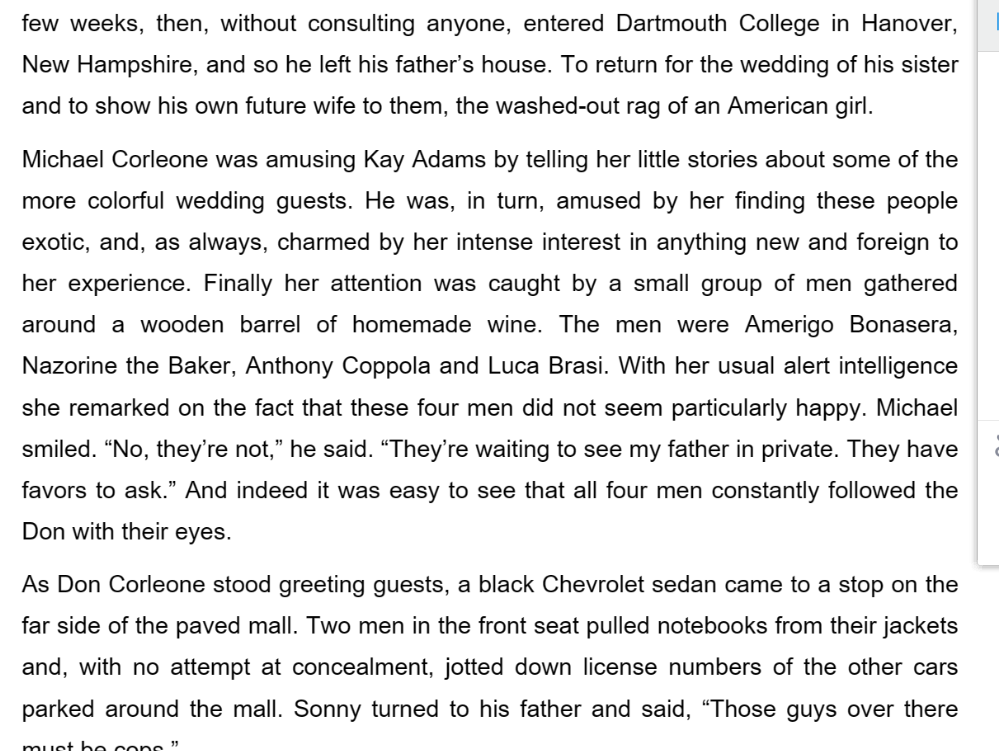 few weeks, then, without consulting anyone, entered Dartmouth College in Hanover,
New Hampshire, and so he left his father’s house. To return for the wedding of his sister
and to show his own future wife to them, the washed-out rag of an American girl.
Michael Corleone was amusing Kay Adams by telling her little stories about some of the
more colorful wedding guests. He was, in turn, amused by her finding these people
exotic, and, as always, charmed by her intense interest in anything new and foreign to
her experience. Finally her attention was caught by a small group of men gathered
around a wooden barrel of homemade wine. The men were Amerigo Bonasera,
Nazorine the Baker, Anthony Coppola and Luca Brasi. With her usual alert intelligence
she remarked on the fact that these four men did not seem particularly happy. Michael
smiled. “No, they’re not,” he said. “They’re waiting to see my father in private. They have
favors to ask.” And indeed it was easy to see that all four men constantly followed the
Don with their eyes.
As Don Corleone stood greeting guests, a black Chevrolet sedan came to a stop on the
far side of the paved mall. Two men in the front seat pulled notebooks from their jackets
and, with no attempt at concealment, jotted down license numbers of the other cars
parked around the mall. Sonny turned to his father and said, “Those guys over there
must be cops.”